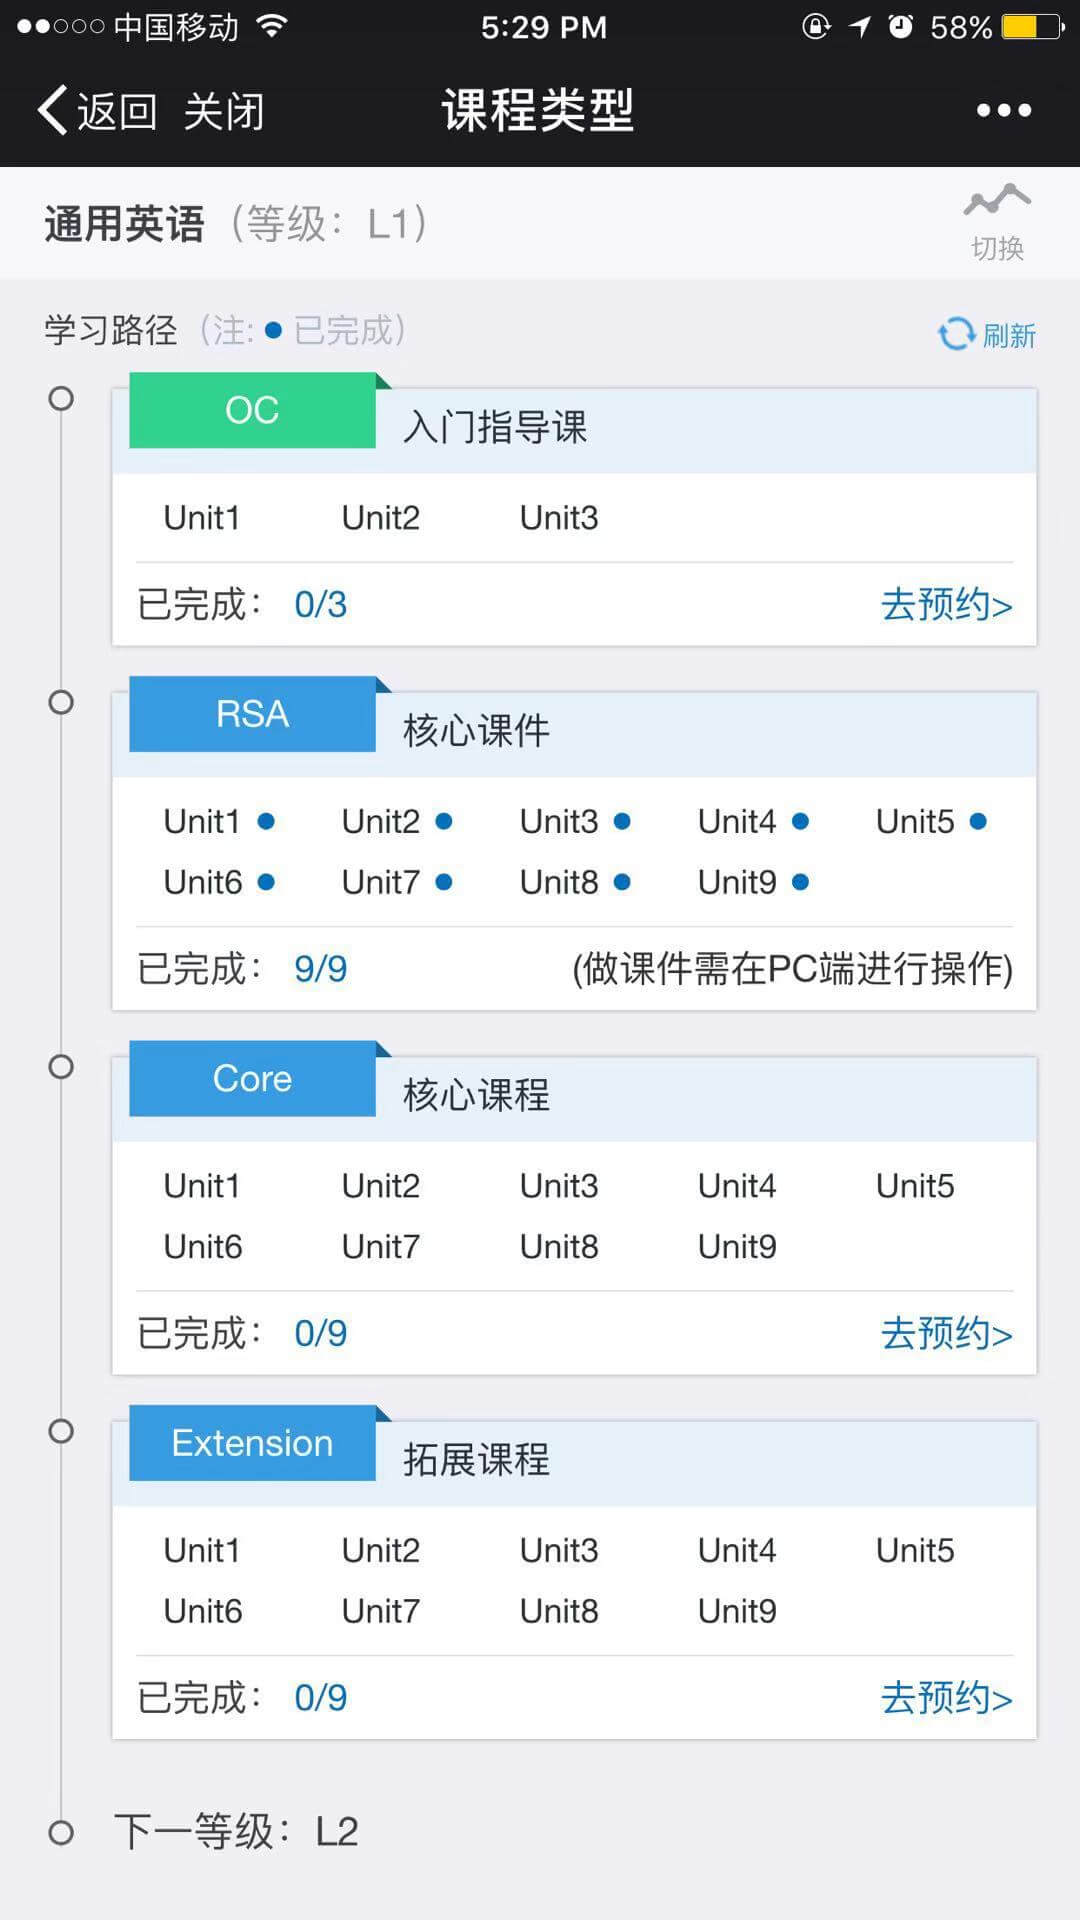 中国移动 5:29 PM 58%
返回 关闭 课程类型
通用英语（等级：L1）
切换
学习路径（注: 已完成） 刷新
OC 入门指导课
Unit1 Unit2 Unit3
已完成： 0/3 去预约>
RSA 核心课件
Unit1 Unit2 Unit3 Unit4 Unit5
Unit6 Unit7 Unit8 Unit9
已完成： 9/9 (做课件需在PC端进行操作)
Core 核心课程
Unit1 Unit2 Unit3 Unit4 Unit5
Unit6 Unit7 Unit8 Unit9
已完成： 0/9 去预约>
Extension 拓展课程
Unit1 Unit2 Unit3 Unit4 Unit5
Unit6 Unit7 Unit8 Unit9
已完成： 0/9 去预约>
下一等级： L2